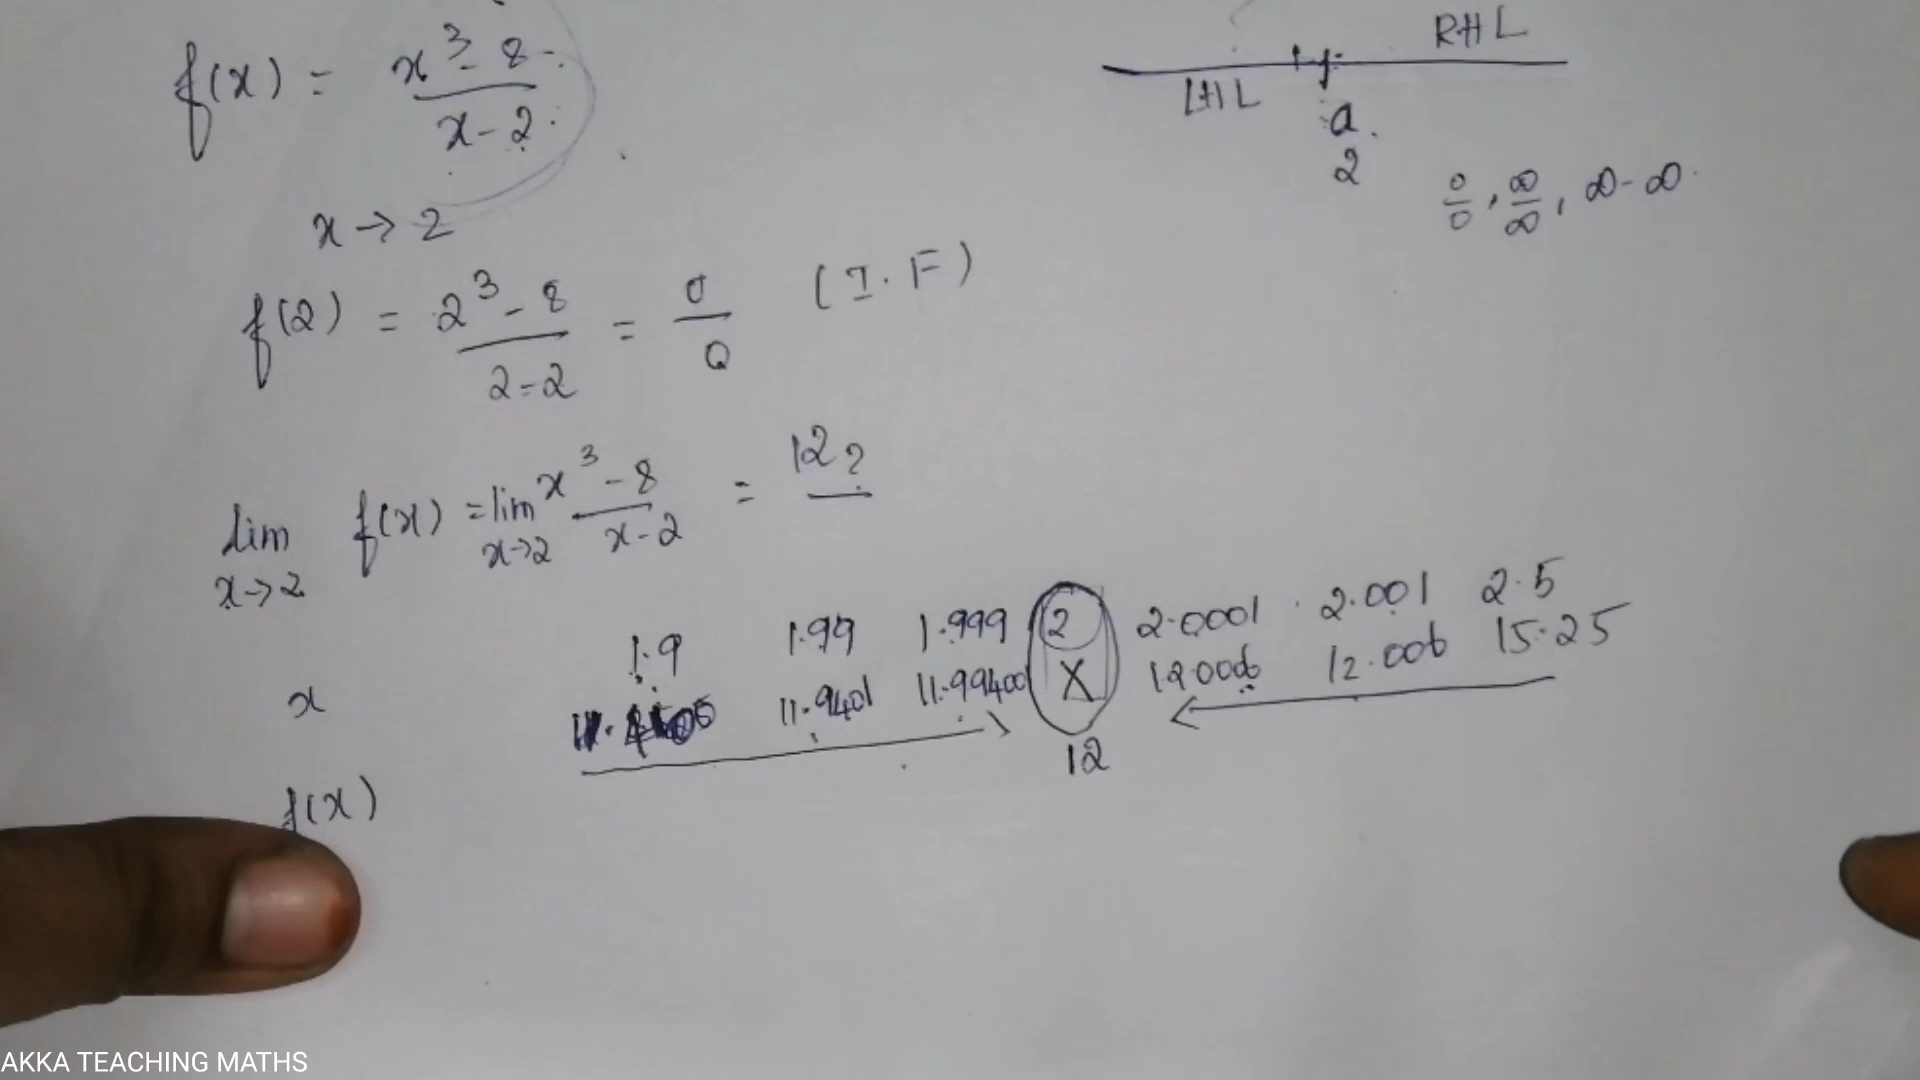 f(x) = x³ - 8 / x - 2
RHL
LHL
a
2
0/0, ∞/∞, ∞ - ∞
x → 2
f(2) = 2³ - 8 / 2 - 2 = 0/0 (I.F)
lim x→2 f(x) = lim x→2 x³ - 8 / x - 2 = 12?
x 1.9 1.99 1.999 2 2.0001 2.001 2.5
f(x) 11.9401 11.99400 X 12.006 15.25
12
AKKA TEACHING MATHS